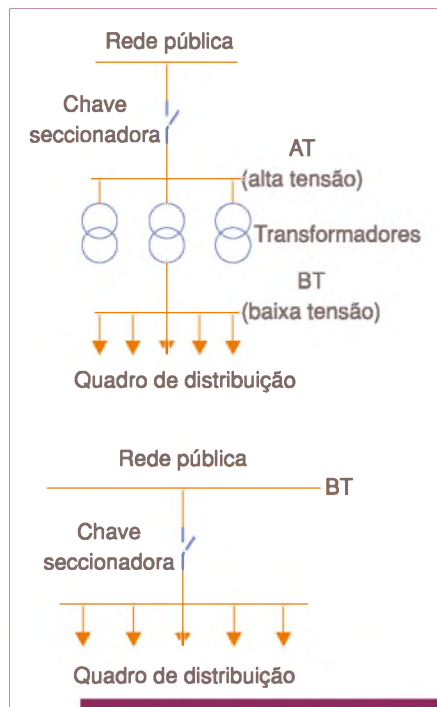 Rede pública
Chave
seccionadora
AT
(alta tensão)
Transformadores
BT
(baixa tensão)
Quadro de distribuição
Rede pública
BT
Chave
seccionadora
Quadro de distribuição